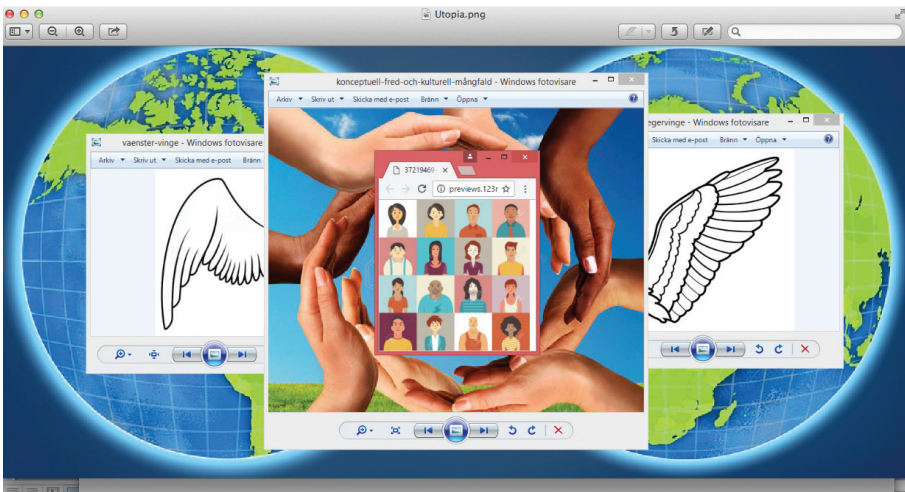 Utopia.png
konceptuell-fred-och-kulturell-mångfald - Windows fotovisare
Arkiv Skriv ut Skicka med e-post Bränn Öppna
vaenster-vinge - Windows fotovisare
Arkiv Skriv ut Skicka med e-post Bränn
egervinge - Windows fotovisare
Skicka med e-post Bränn Öppna
37219469
previews.123r